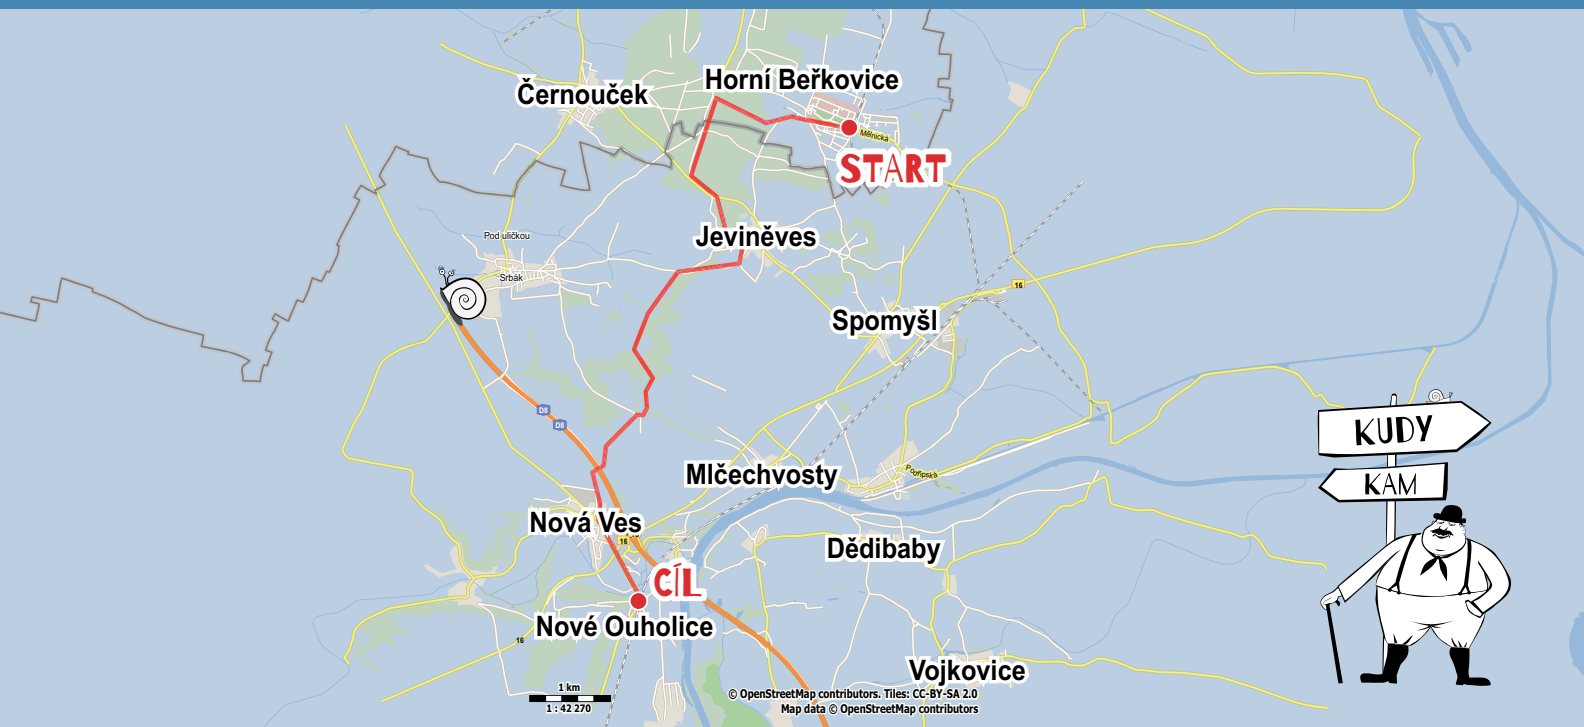 Horní Beřkovice
Černouček
Mělnická
START
Jeviněves
Pod uličkou
Srbák
16
Spomyšl
D8
D8
KUDY
KAM
Mlčechvosty
Pouřipská
Nová Ves
16
Dědibaby
CÍL
Nové Ouholice
16
Vojkovice
1 km
1 : 42 270
© OpenStreetMap contributors. Tiles: CC-BY-SA 2.0
Map data © OpenStreetMap contributors